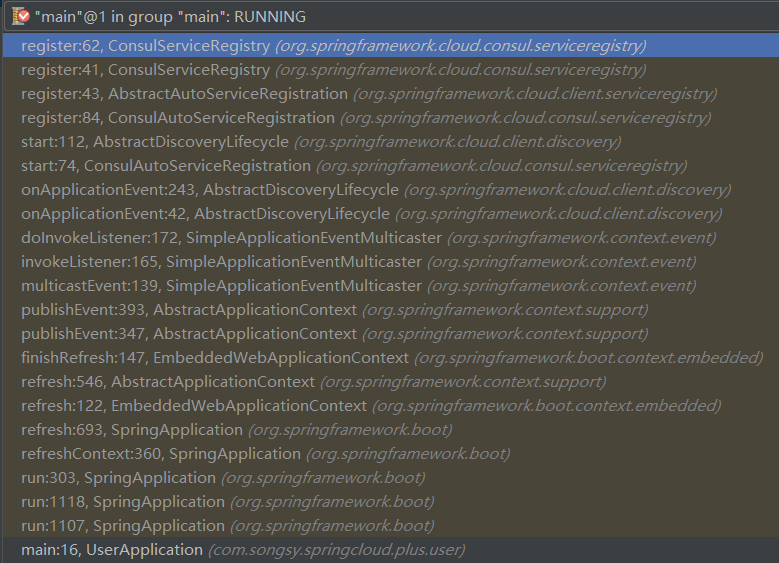 "main"@1 in group "main": RUNNING
register:62, ConsulServiceRegistry (org.springframework.cloud.consul.serviceregistry)
register:41, ConsulServiceRegistry (org.springframework.cloud.consul.serviceregistry)
register:43, AbstractAutoServiceRegistration (org.springframework.cloud.client.serviceregistry)
register:84, ConsulAutoServiceRegistration (org.springframework.cloud.consul.serviceregistry)
start:112, AbstractDiscoveryLifecycle (org.springframework.cloud.client.discovery)
start:74, ConsulAutoServiceRegistration (org.springframework.cloud.consul.serviceregistry)
onApplicationEvent:243, AbstractDiscoveryLifecycle (org.springframework.cloud.client.discovery)
onApplicationEvent:42, AbstractDiscoveryLifecycle (org.springframework.cloud.client.discovery)
doInvokeListener:172, SimpleApplicationEventMulticaster (org.springframework.context.event)
invokeListener:165, SimpleApplicationEventMulticaster (org.springframework.context.event)
multicastEvent:139, SimpleApplicationEventMulticaster (org.springframework.context.event)
publishEvent:393, AbstractApplicationContext (org.springframework.context.support)
publishEvent:347, AbstractApplicationContext (org.springframework.context.support)
finishRefresh:147, EmbeddedWebApplicationContext (org.springframework.boot.context.embedded)
refresh:546, AbstractApplicationContext (org.springframework.context.support)
refresh:122, EmbeddedWebApplicationContext (org.springframework.boot.context.embedded)
refresh:693, SpringApplication (org.springframework.boot)
refreshContext:360, SpringApplication (org.springframework.boot)
run:303, SpringApplication (org.springframework.boot)
run:1118, SpringApplication (org.springframework.boot)
run:1107, SpringApplication (org.springframework.boot)
main:16, UserApplication (com.songsy.springcloud.plus.user)